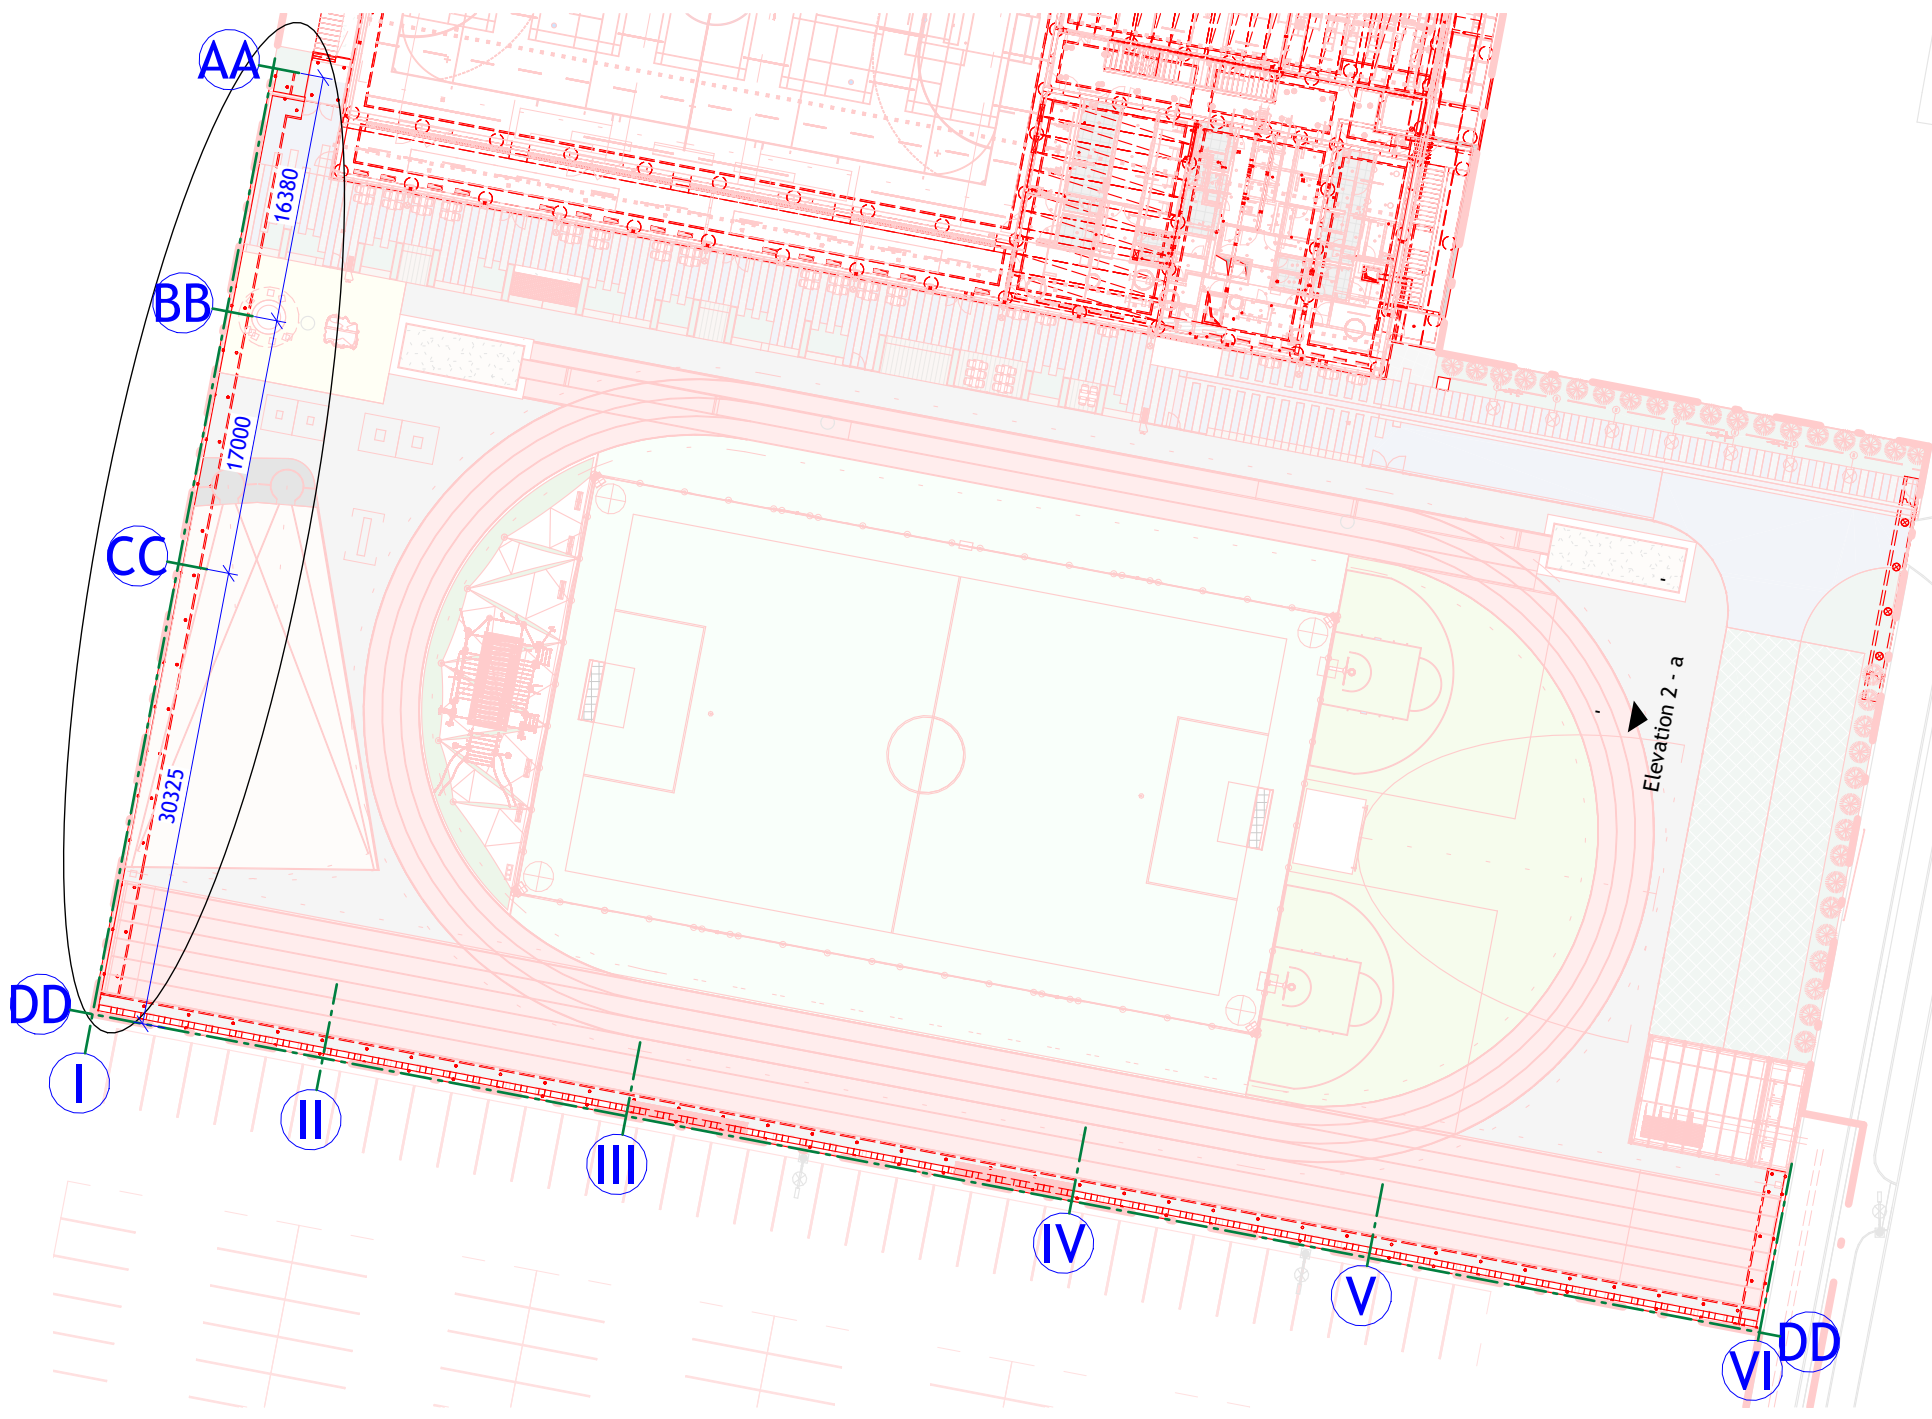 AA
16380
BB
17000
CC
Elevation 2 - a
30325
DD
I
II
III
IV
V
VI
DD